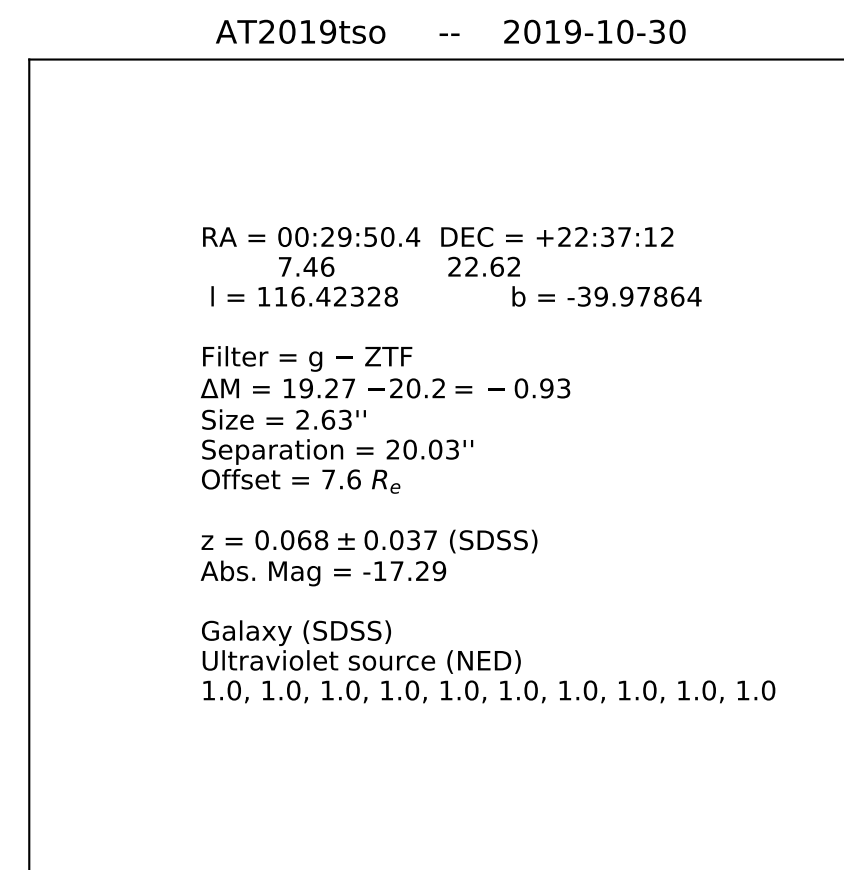 AT2019tso -- 2019-10-30
RA = 00:29:50.4 DEC = +22:37:12
7.46 22.62
l = 116.42328 b = -39.97864
Filter = g − ZTF
ΔM = 19.27 −20.2 = − 0.93
Size = 2.63''
Separation = 20.03''
Offset = 7.6 Re
z = 0.068 ± 0.037 (SDSS)
Abs. Mag = -17.29
Galaxy (SDSS)
Ultraviolet source (NED)
1.0, 1.0, 1.0, 1.0, 1.0, 1.0, 1.0, 1.0, 1.0, 1.0